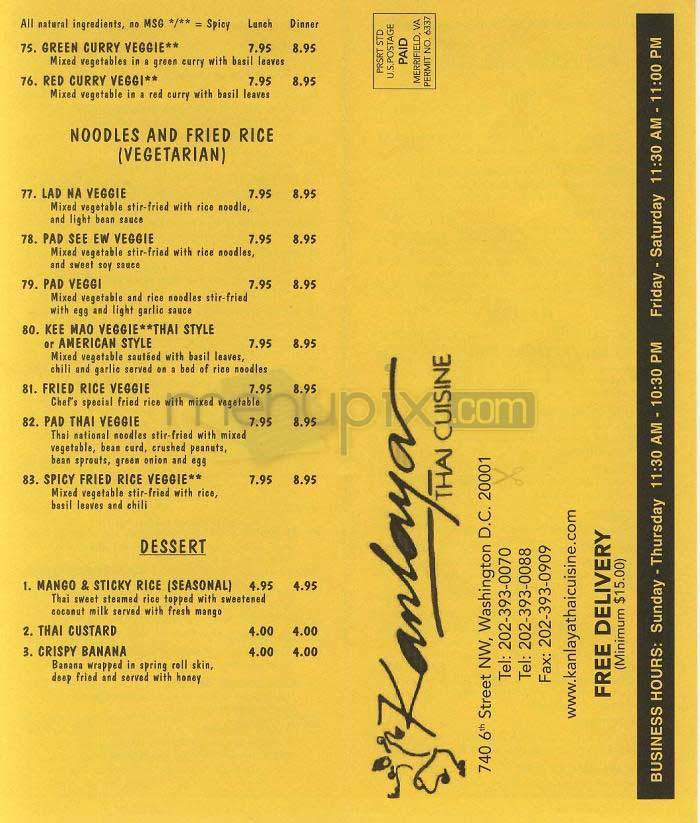 All natural ingredients, no MSG */** = Spicy Lunch Dinner
75. GREEN CURRY VEGGIE** 7.95 8.95
Mixed vegetables in a green curry with basil leaves
76. RED CURRY VEGGI** 7.95 8.95
Mixed vegetable in a red curry with basil leaves
NOODLES AND FRIED RICE
(VEGETARIAN)
77. LAD NA VEGGIE 7.95 8.95
Mixed vegetable stir-fried with rice noodle,
and light bean sauce
78. PAD SEE EW VEGGIE 7.95 8.95
Mixed vegetable stir-fried with rice noodles,
and sweet soy sauce
79. PAD VEGGI 7.95 8.95
Mixed vegetable and rice noodles stir-fried
with egg and light garlic sauce
80. KEE MAO VEGGIE**THAI STYLE
or AMERICAN STYLE 7.95 8.95
Mixed vegetable sautéed with basil leaves,
chili and garlic served on a bed of rice noodles
81. FRIED RICE VEGGIE 7.95 8.95
Chef's special fried rice with mixed vegetable
82. PAD THAI VEGGIE 7.95 8.95
Thai national noodles stir-fried with mixed
vegetable, bean curd, crushed peanuts,
bean sprouts, green onion and egg
83. SPICY FRIED RICE VEGGIE** 7.95 8.95
Mixed vegetable stir-fried with rice,
basil leaves and chili
DESSERT
1. MANGO & STICKY RICE (SEASONAL) 4.95 4.95
Thai sweet steamed rice topped with sweetened
coconut milk served with fresh mango
2. THAI CUSTARD 4.00 4.00
3. CRISPY BANANA 4.00 4.00
Banana wrapped in spring roll skin,
deep fried and served with honey
menupix.com
PRSRT STD
U.S.POSTAGE
PAID
MERRIFIELD, VA
PERMIT NO. 6337
Kanlaya
THAI CUISINE
740 6th Street NW, Washington D.C. 20001
Tel: 202-393-0070
Tel: 202-393-0088
Fax: 202-393-0909
www.kanlayathaicuisine.com
FREE DELIVERY
(Minimum $15.00)
BUSINESS HOURS: Sunday - Thursday 11:30 AM - 10:30 PM Friday - Saturday 11:30 AM - 11:00 PM